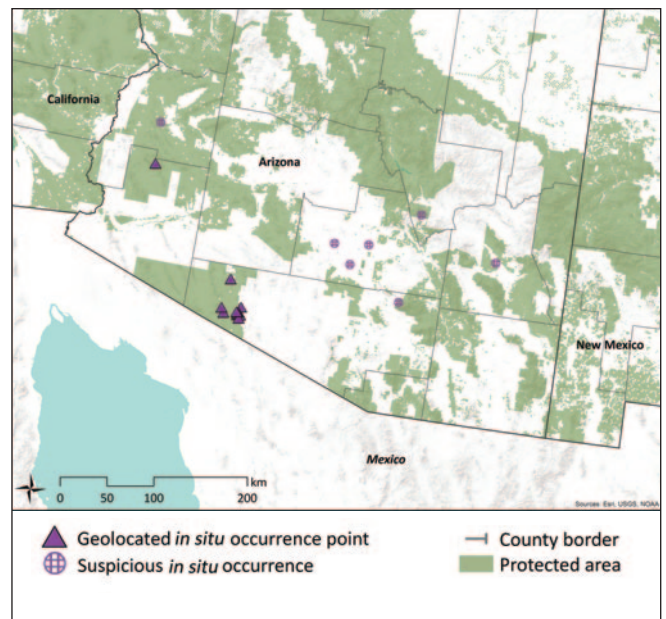 California
Arizona
New Mexico
Mexico
km
0 50 100 200
Sources: Esri, USGS, NOAA
Geolocated in situ occurrence point
County border
Suspicious in situ occurrence
Protected area